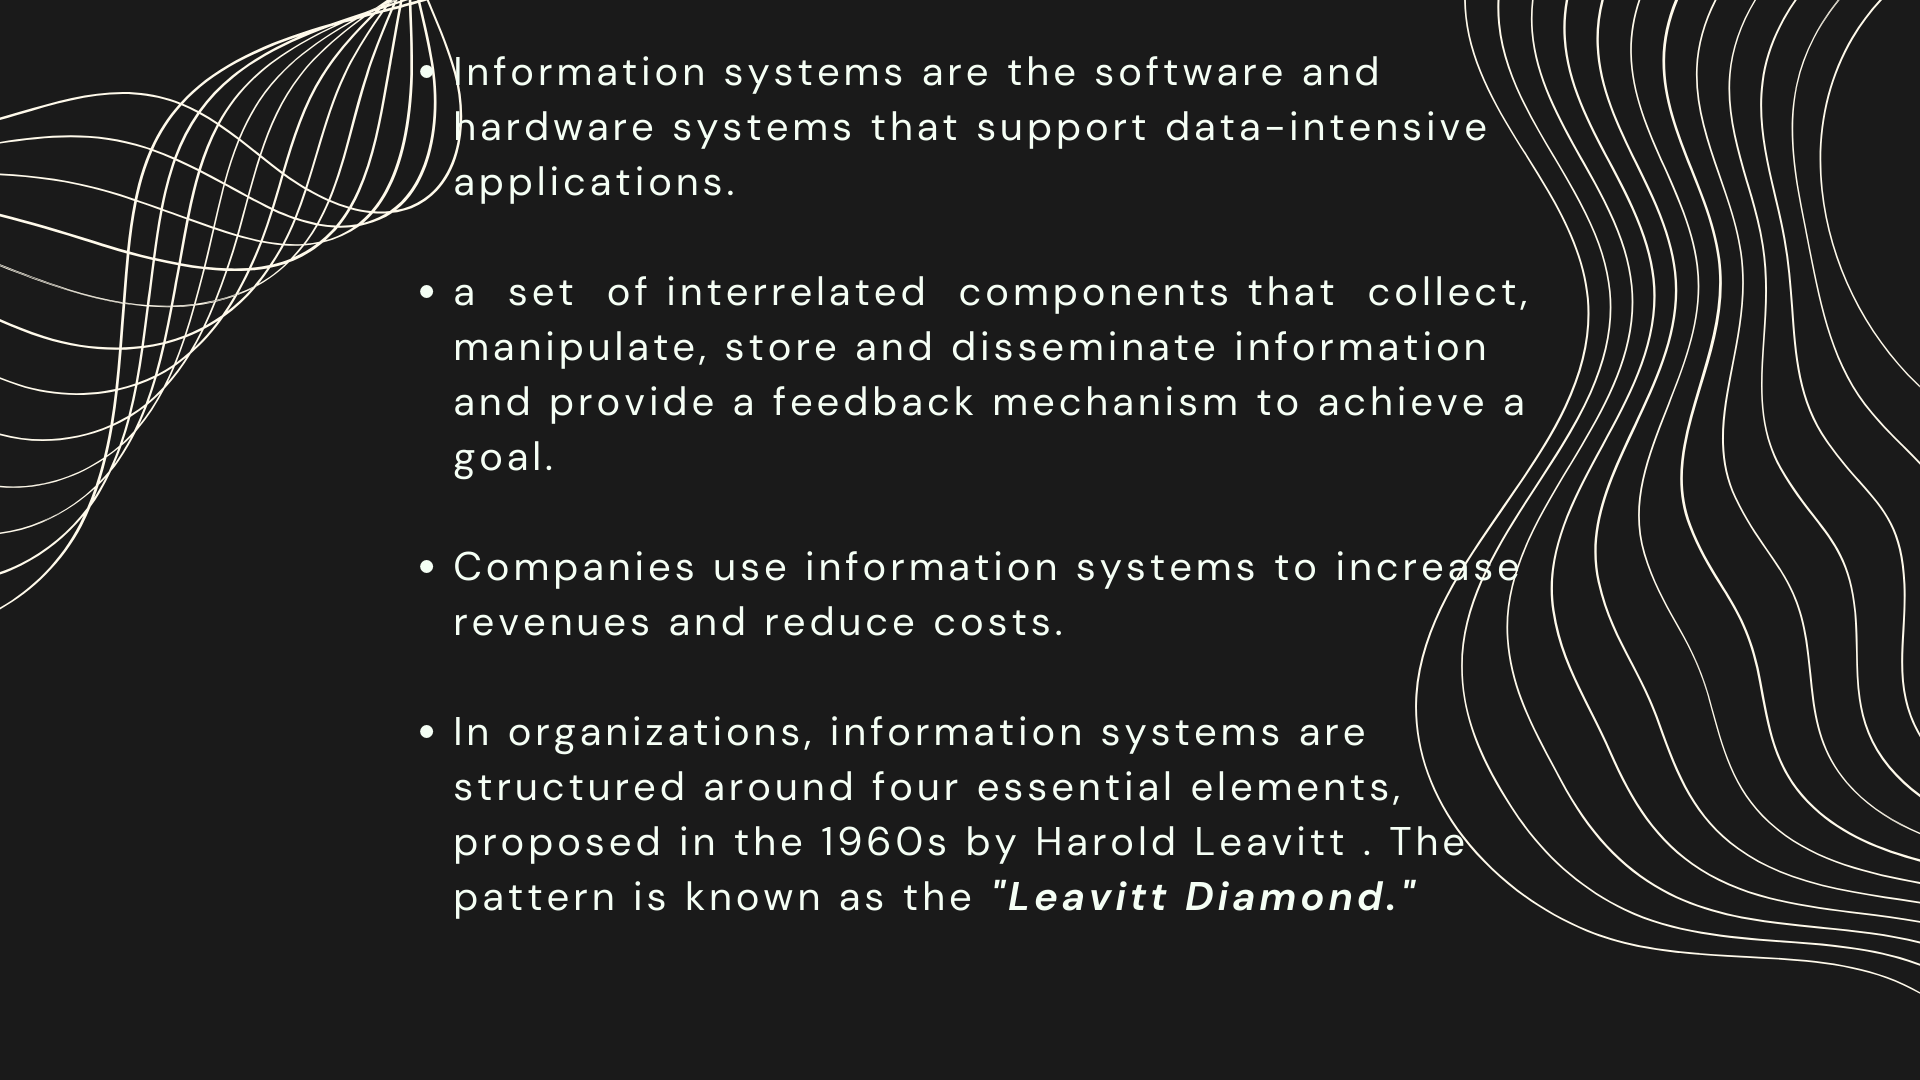 • Information systems are the software and
hardware systems that support data-intensive
applications.
• a set of interrelated components that collect,
manipulate, store and disseminate information
and provide a feedback mechanism to achieve a
goal.
• Companies use information systems to increase
revenues and reduce costs.
• In organizations, information systems are
structured around four essential elements,
proposed in the 1960s by Harold Leavitt . The
pattern is known as the "Leavitt Diamond."